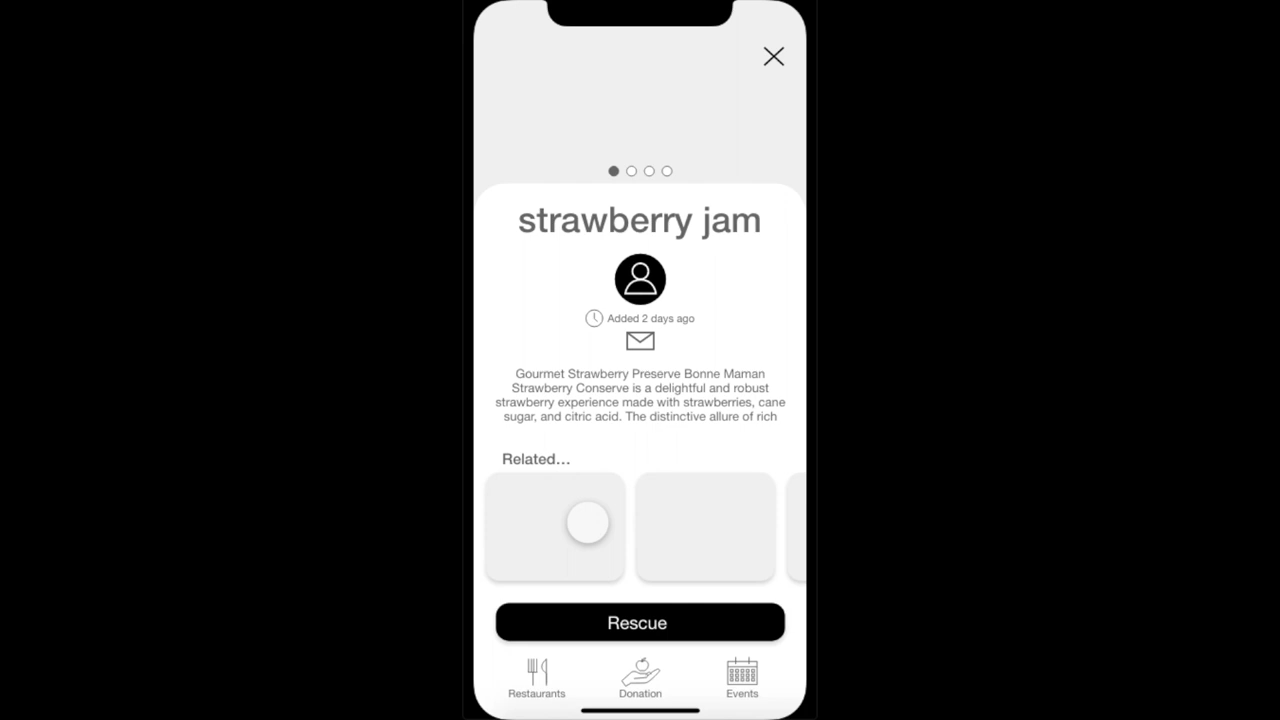 strawberry jam
Added 2 days ago
Gourmet Strawberry Preserve Bonne Maman
Strawberry Conserve is a delightful and robust
strawberry experience made with strawberries, cane
sugar, and citric acid. The distinctive allure of rich
Related...
Rescue
Restaurants
Donation
Events